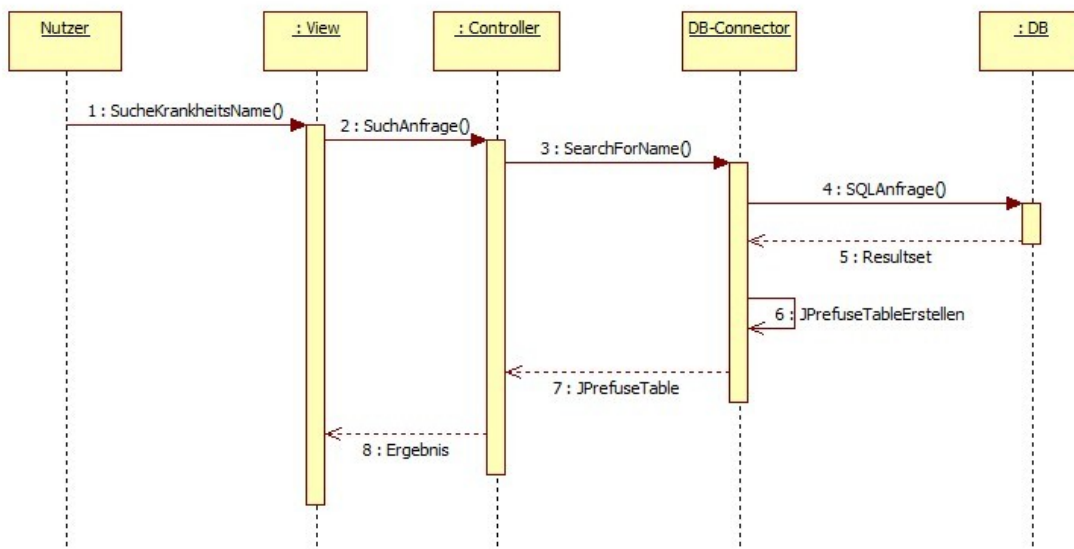 Nutzer
: View
: Controller
DB-Connector
: DB
1 : SucheKrankheitsName()
2 : SuchAnfrage()
3 : SearchForName()
4 : SQLAnfrage()
5 : Resultset
6 : JPrefuseTableErstellen
7 : JPrefuseTable
8 : Ergebnis